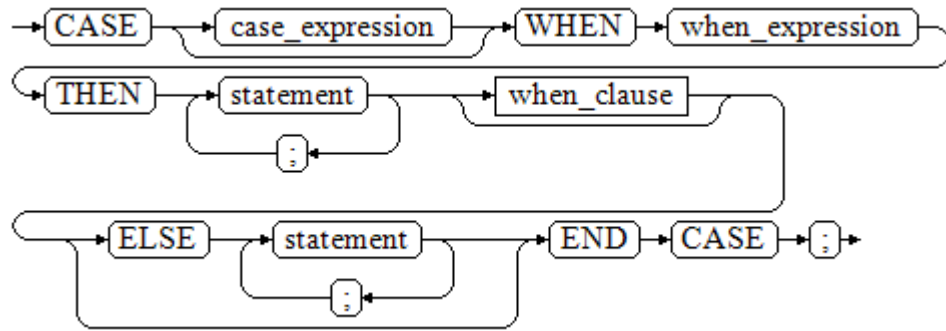 CASE case_expression WHEN when_expression
THEN statement when_clause
;
ELSE statement END CASE ;
;